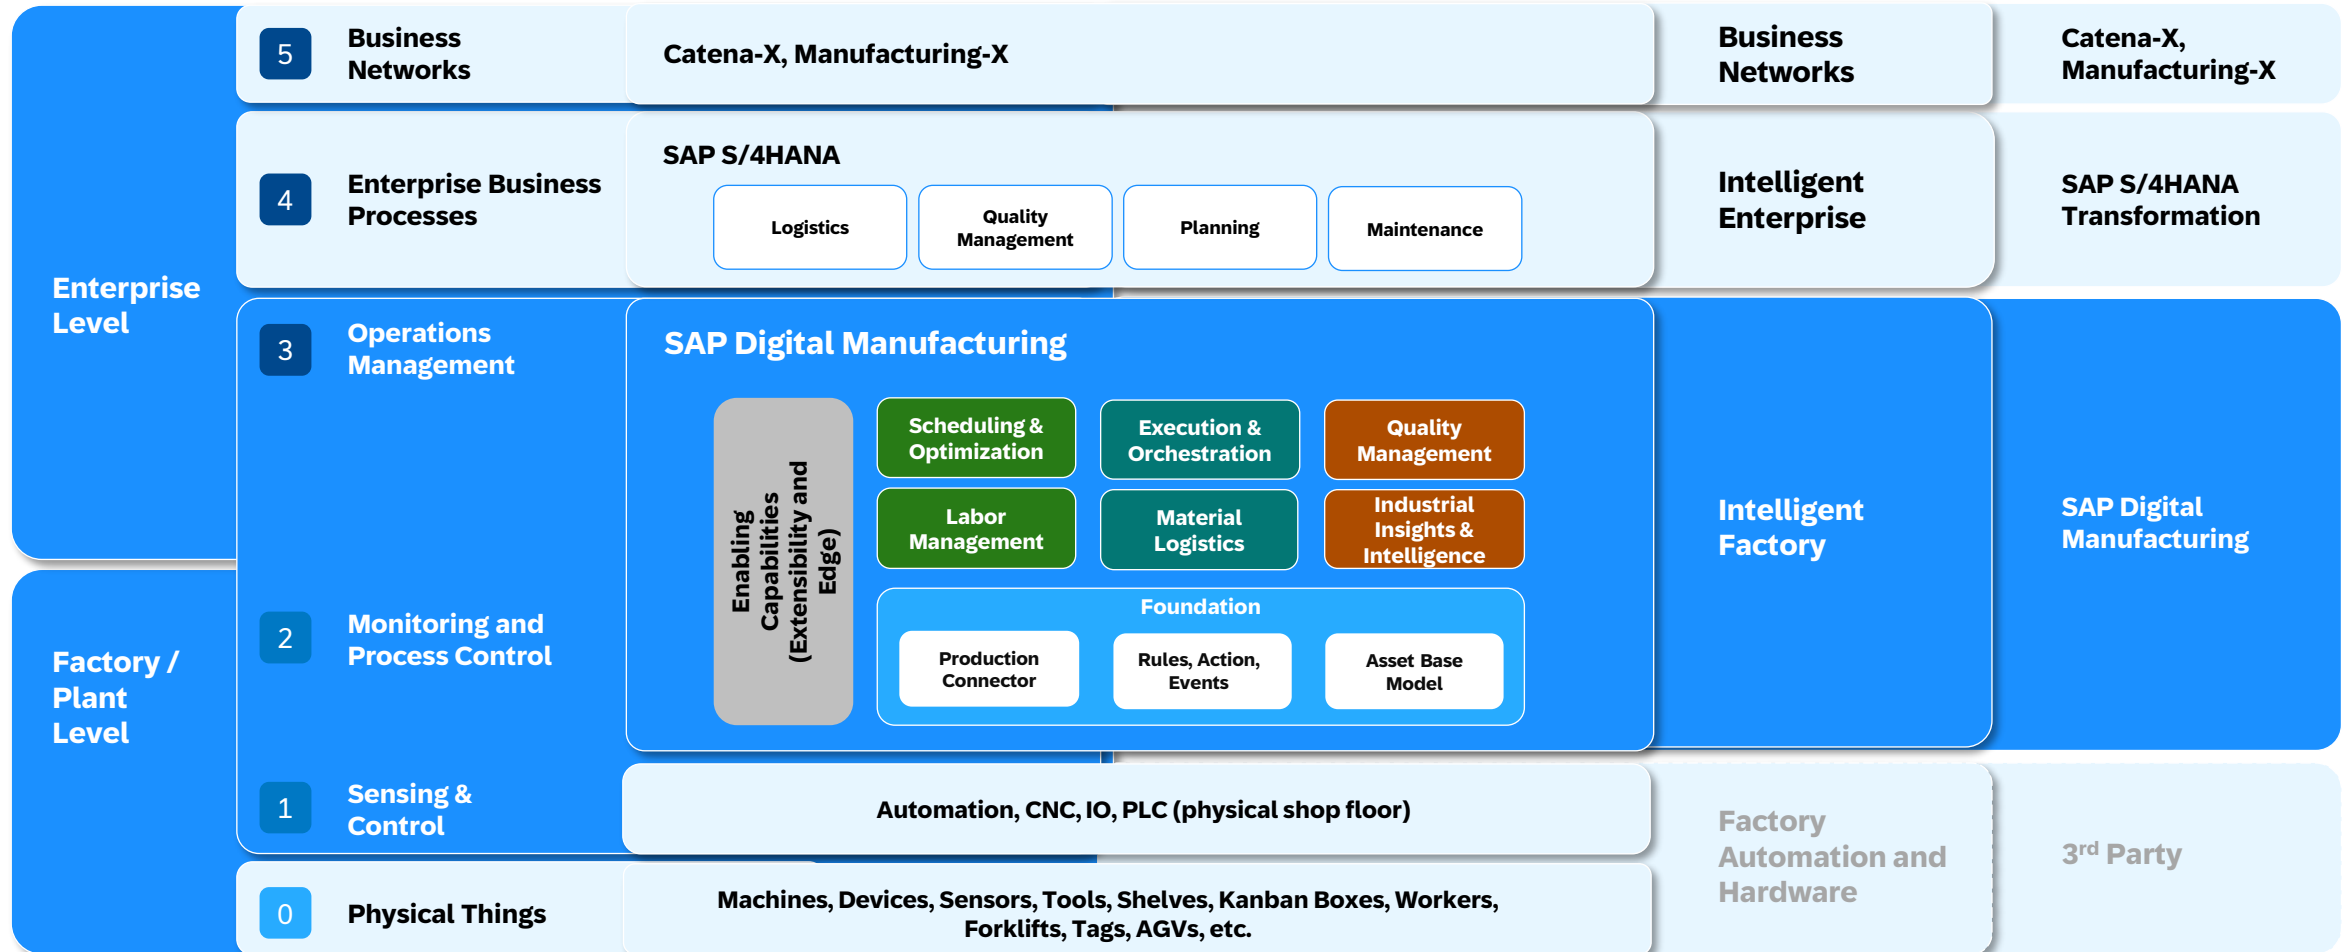 5
Business
Networks
Catena-X, Manufacturing-X
Business
Networks
Catena-X,
Manufacturing-X
Enterprise
Level
4
Enterprise Business
Processes
SAP S/4HANA
Logistics
Quality
Management
Planning
Maintenance
Intelligent
Enterprise
SAP S/4HANA
Transformation
3
Operations
Management
SAP Digital Manufacturing
Enabling
Capabilities
(Extensibility and
Edge)
Scheduling &
Optimization
Execution &
Orchestration
Quality
Management
Labor
Management
Material
Logistics
Industrial
Insights &
Intelligence
Intelligent
Factory
SAP Digital
Manufacturing
Factory /
Plant
Level
2
Monitoring and
Process Control
Foundation
Production
Connector
Rules, Action,
Events
Asset Base
Model
1
Sensing &
Control
Automation, CNC, IO, PLC (physical shop floor)
Factory
Automation and
Hardware
3rd Party
0
Physical Things
Machines, Devices, Sensors, Tools, Shelves, Kanban Boxes, Workers,
Forklifts, Tags, AGVs, etc.